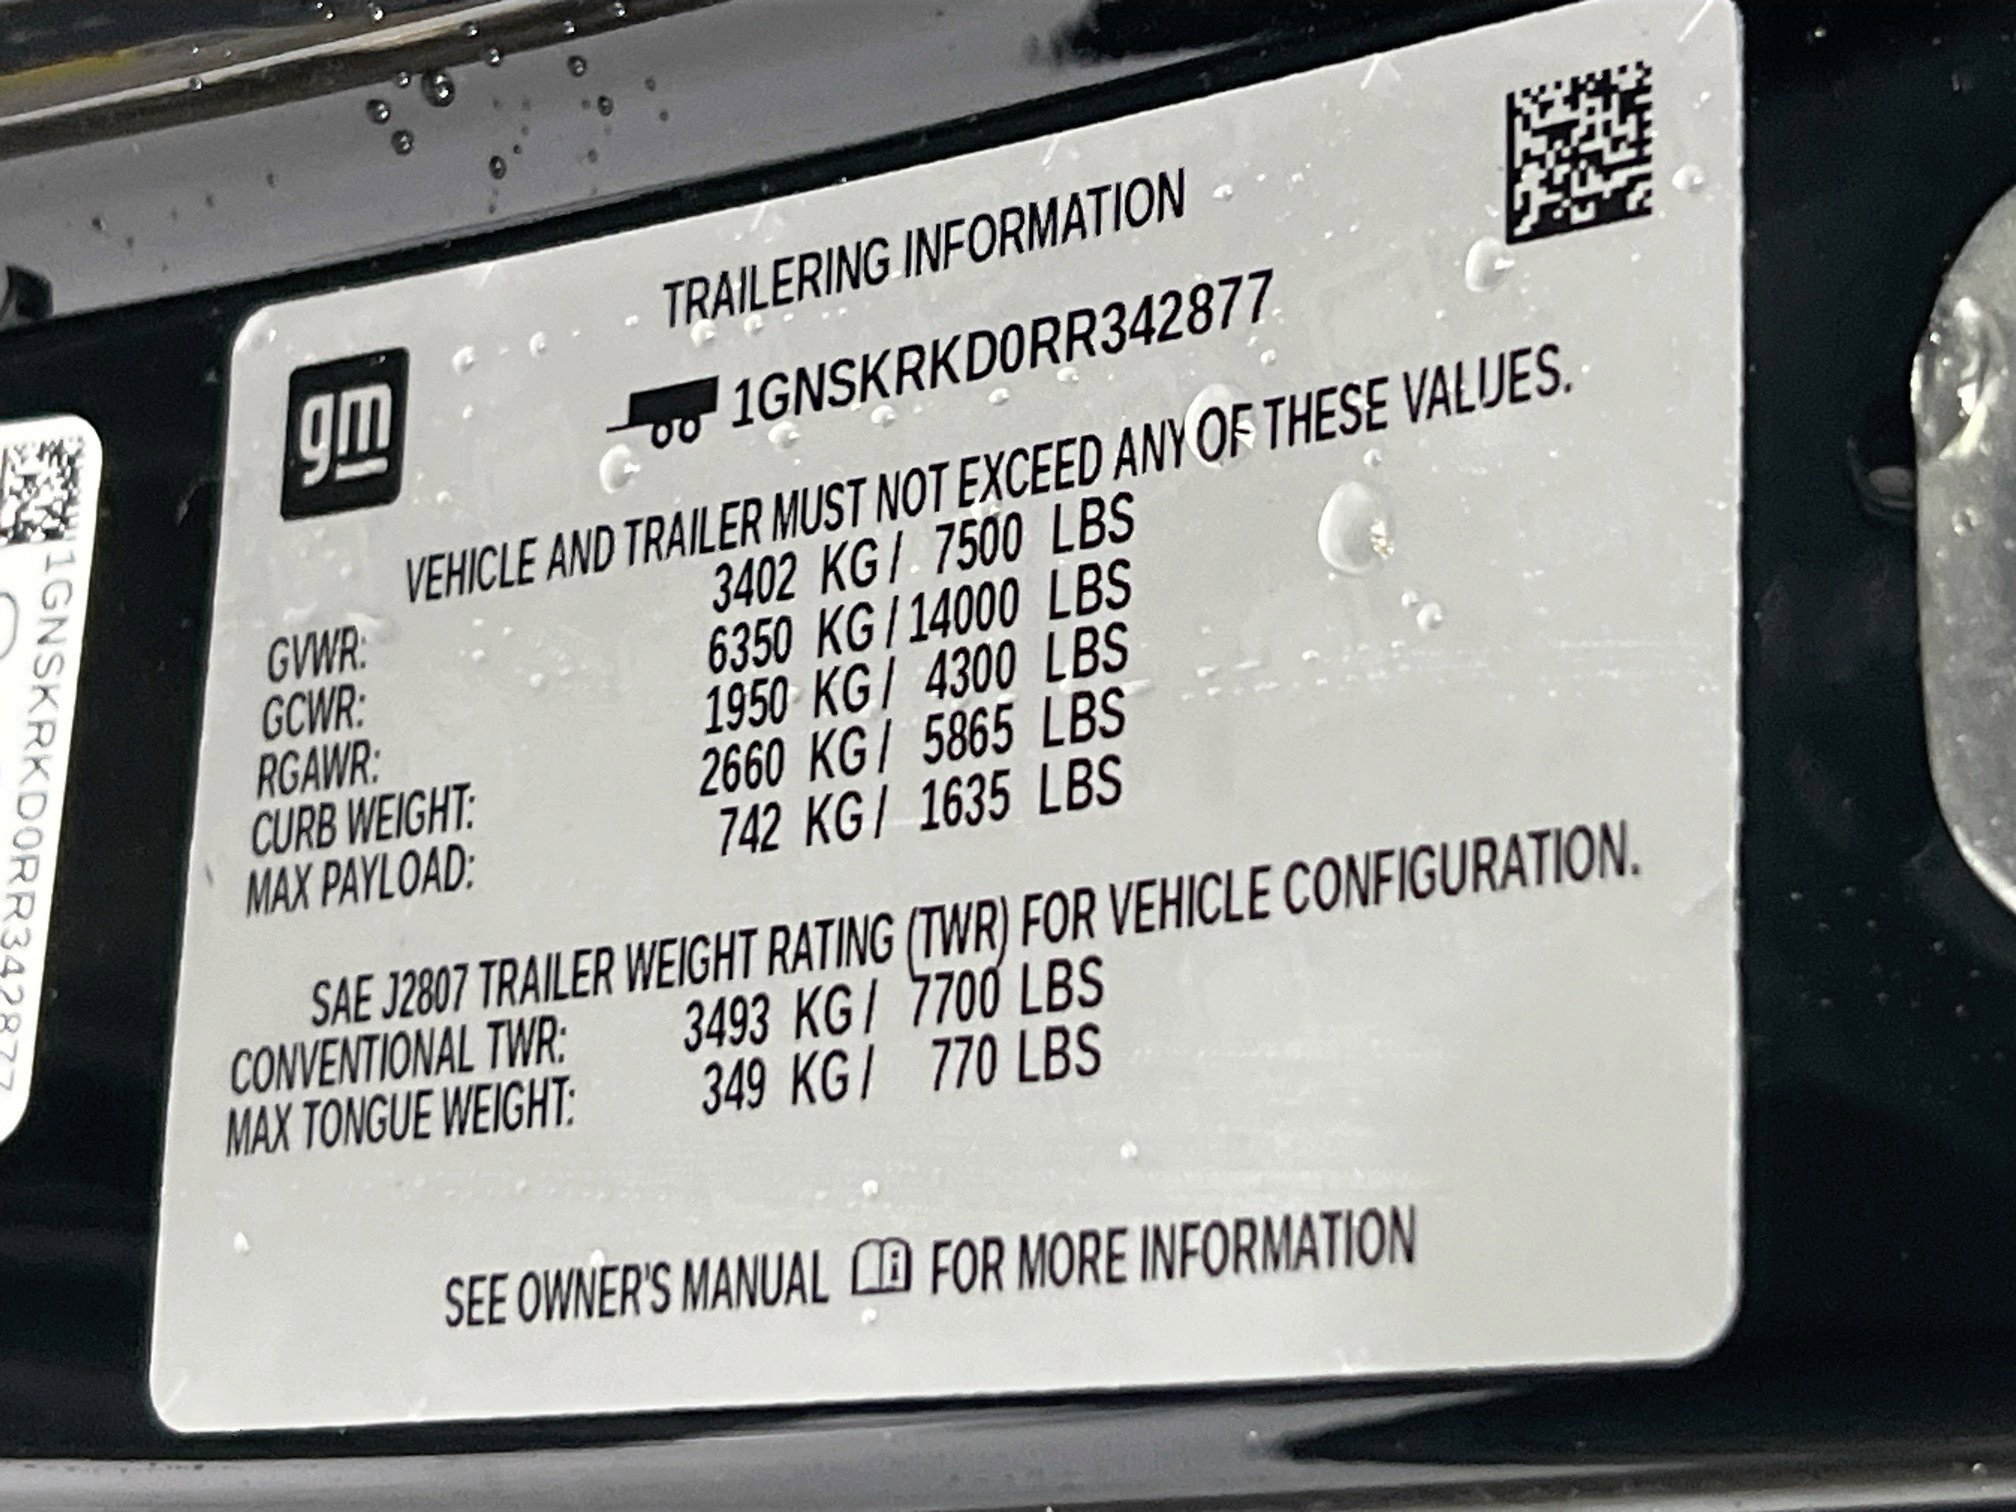 TRAILERING INFORMATION
gm
1GNSKRKD0RR342877
VEHICLE AND TRAILER MUST NOT EXCEED ANY OF THESE VALUES.
GVWR: 3402 KG / 7500 LBS
GCWR: 6350 KG / 14000 LBS
RGAWR: 1950 KG / 4300 LBS
CURB WEIGHT: 2660 KG / 5865 LBS
MAX PAYLOAD: 742 KG / 1635 LBS
SAE J2807 TRAILER WEIGHT RATING (TWR) FOR VEHICLE CONFIGURATION.
CONVENTIONAL TWR: 3493 KG / 7700 LBS
MAX TONGUE WEIGHT: 349 KG / 770 LBS
SEE OWNER'S MANUAL FOR MORE INFORMATION
1GNSKRKD0RR342877